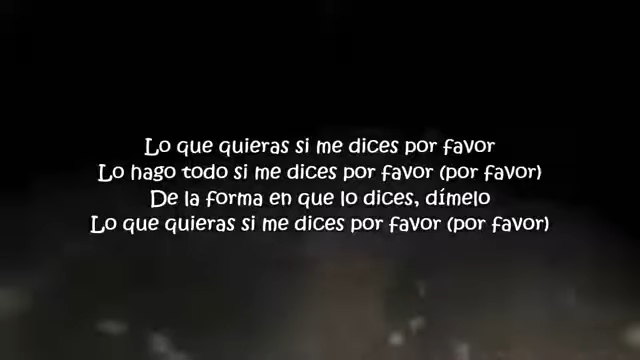 Lo que quieras si me dices por favor
Lo hago todo si me dices por favor (por favor)
De la forma en que lo dices, dímelo
Lo que quieras si me dices por favor (por favor)